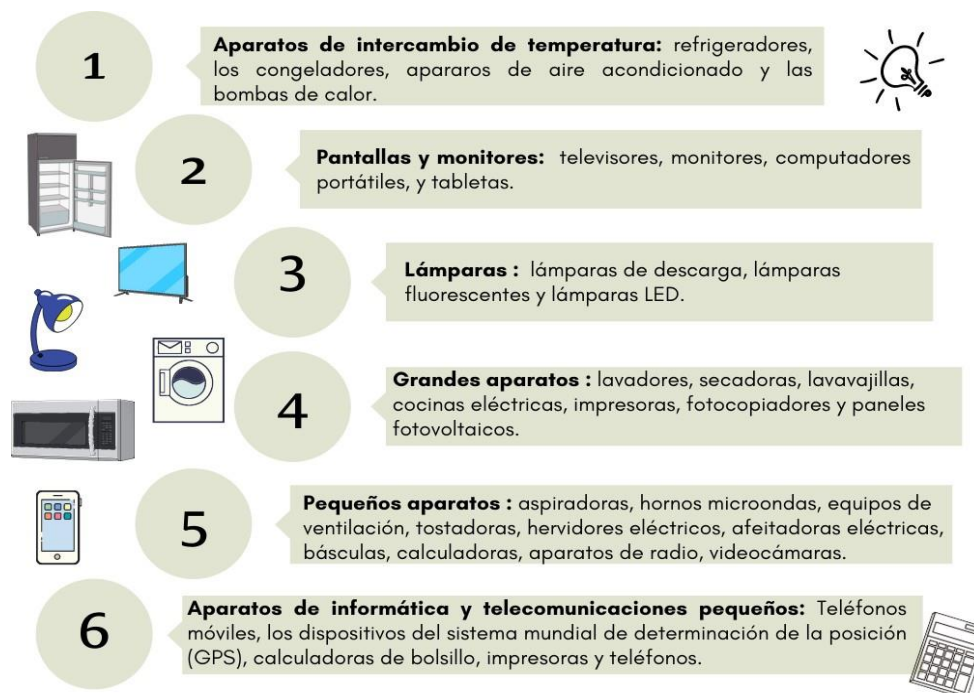 1
Aparatos de intercambio de temperatura: refrigeradores,
los congeladores, apararos de aire acondicionado y las
bombas de calor.
2
Pantallas y monitores: televisores, monitores, computadores
portátiles, y tabletas.
3
Lámparas : lámparas de descarga, lámparas
fluorescentes y lámparas LED.
4
Grandes aparatos : lavadores, secadoras, lavavajillas,
cocinas eléctricas, impresoras, fotocopiadores y paneles
fotovoltaicos.
5
Pequeños aparatos : aspiradoras, hornos microondas, equipos de
ventilación, tostadoras, hervidores eléctricos, afeitadoras eléctricas,
básculas, calculadoras, aparatos de radio, videocámaras.
6
Aparatos de informática y telecomunicaciones pequeños: Teléfonos
móviles, los dispositivos del sistema mundial de determinación de la posición
(GPS), calculadoras de bolsillo, impresoras y teléfonos.